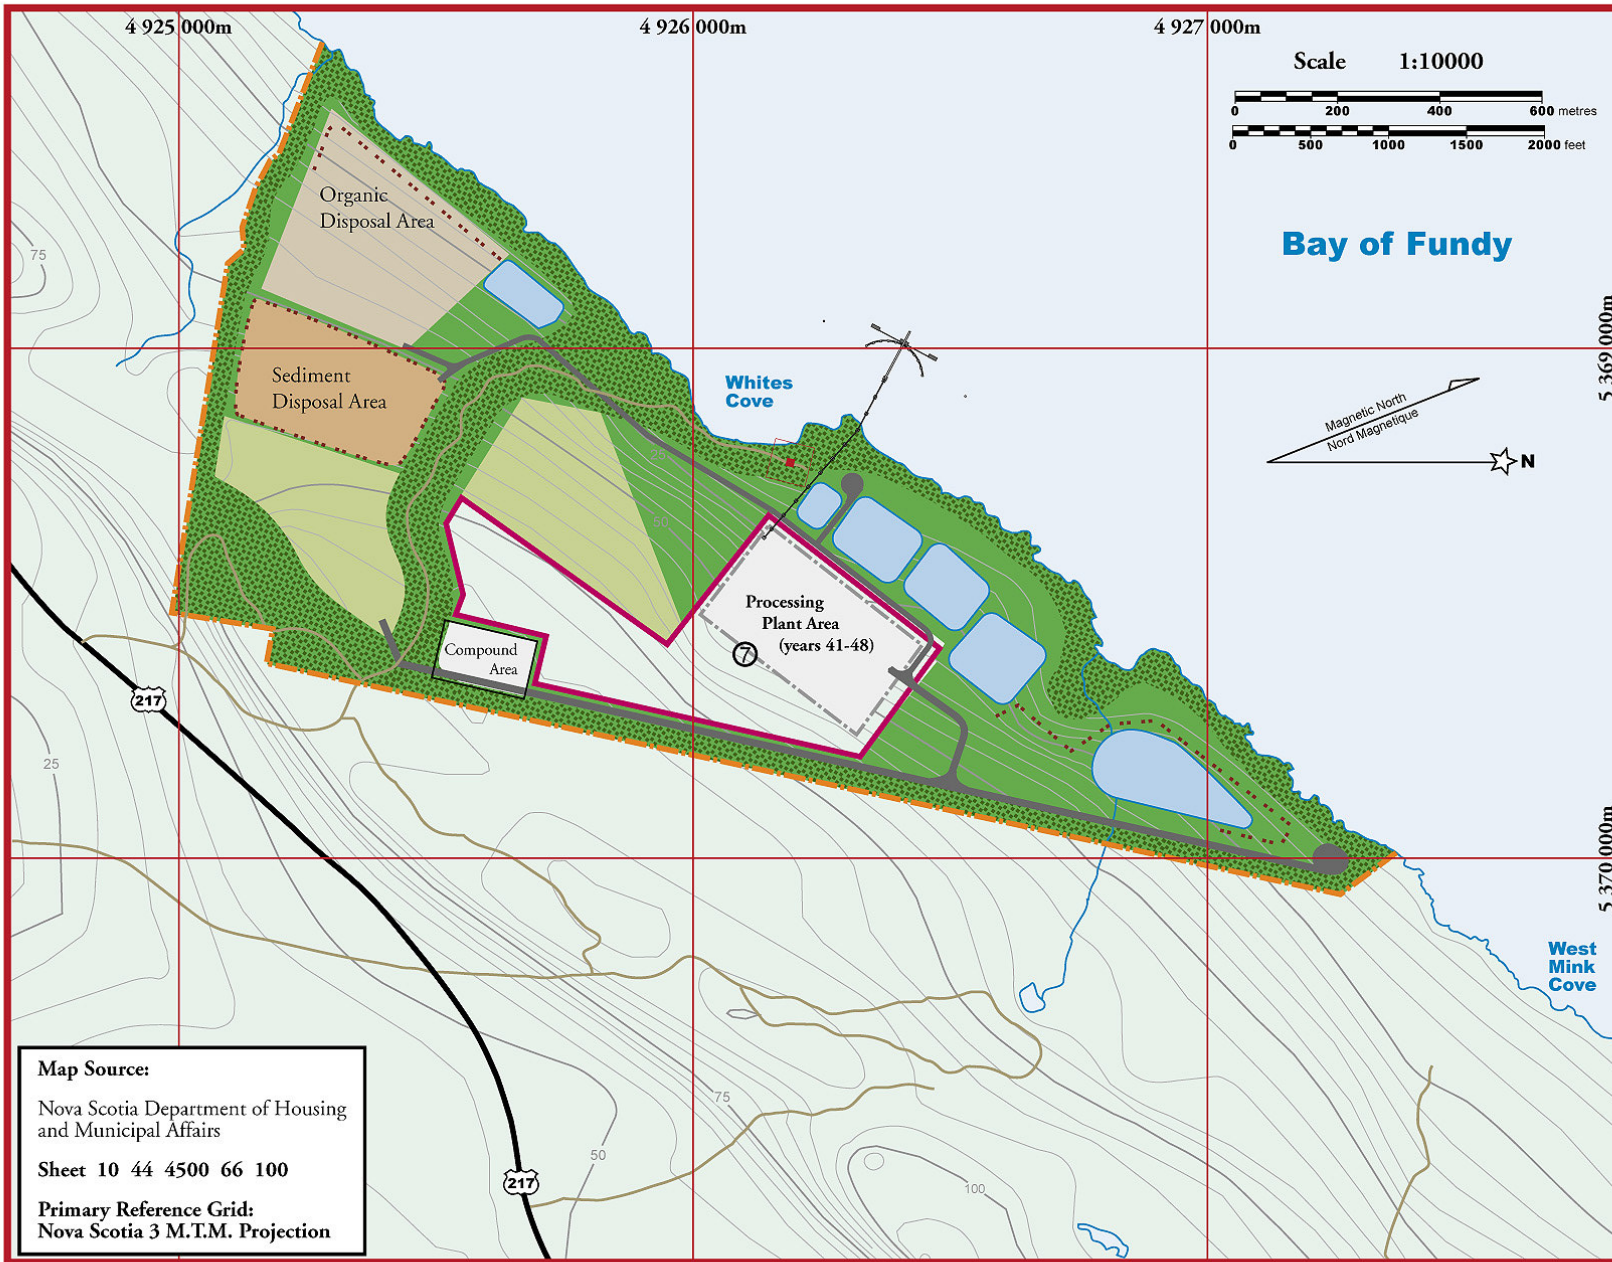 4 925 000m
4 926 000m
4 927 000m
Scale 1:10000
0 200 400 600 metres
0 500 1000 1500 2000 feet
Bay of Fundy
Organic
Disposal Area
75
5 369 000m
Sediment
Disposal Area
Whites
Cove
Magnetic North
Nord Magnetique
N
25
50
Processing
Plant Area
(years 41-48)
7
Compound
Area
217
25
5 370 000m
West
Mink
Cove
75
50
100
217
Map Source:
Nova Scotia Department of Housing
and Municipal Affairs
Sheet 10 44 4500 66 100
Primary Reference Grid:
Nova Scotia 3 M.T.M. Projection